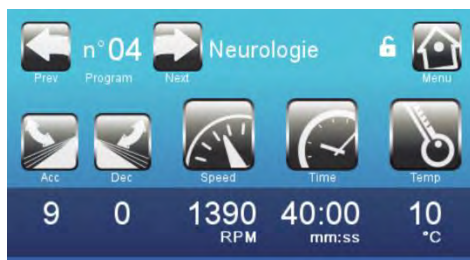 n°04 Neurologie
Prev Program Next Menu
Acc Dec Speed Time Temp
9 0 1390 40:00 10
RPM mm:ss °C